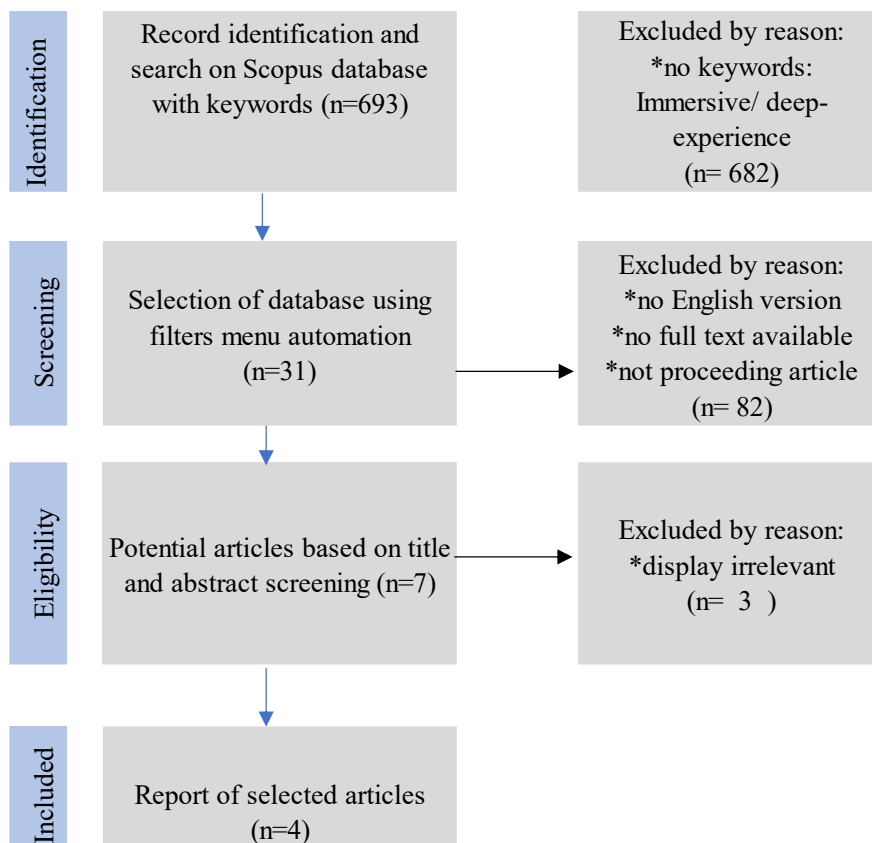 Identification
Record identification and
search on Scopus database
with keywords (n=693)
Excluded by reason:
*no keywords:
Immersive/ deep-
experience
(n= 682)
Screening
Selection of database using
filters menu automation
(n=31)
Excluded by reason:
*no English version
*no full text available
*not proceeding article
(n= 82)
Eligibility
Potential articles based on title
and abstract screening (n=7)
Excluded by reason:
*display irrelevant
(n= 3 )
Included
Report of selected articles
(n=4)